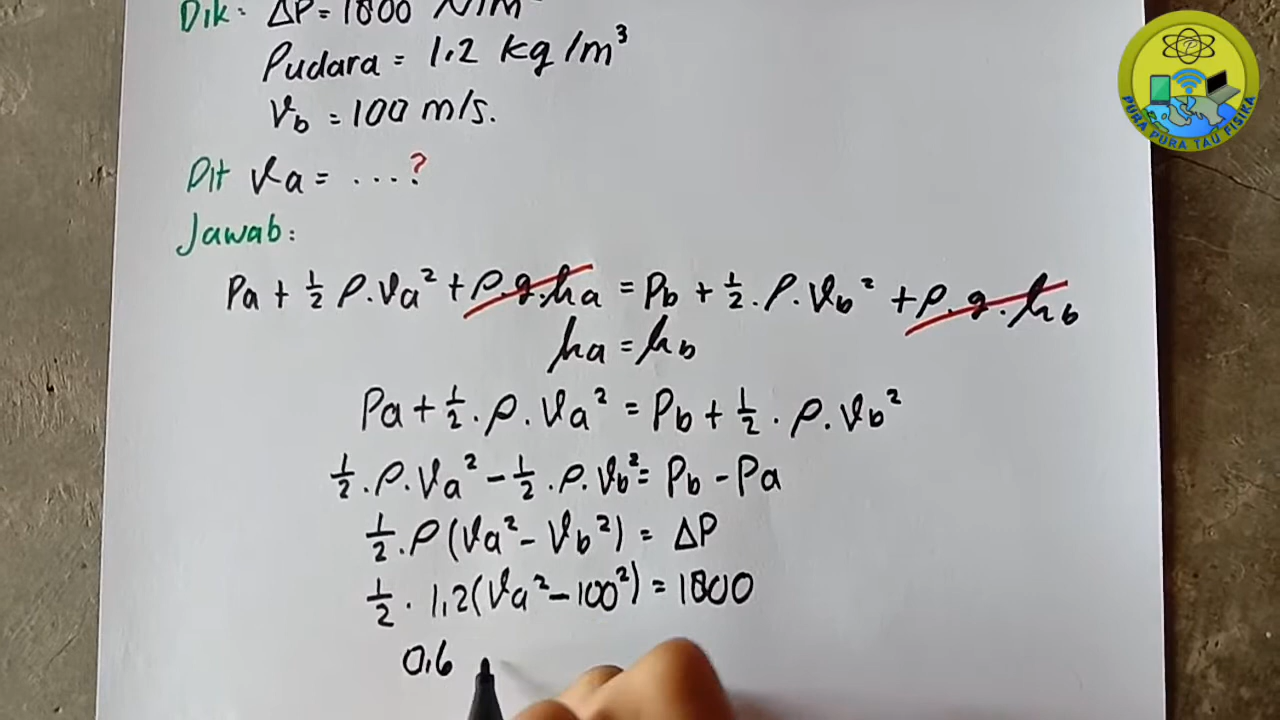 Dik: ΔP = 1800 N/m²
ρudara = 1.2 kg/m³
Vb = 100 m/s.
Dit Va = ...?
Jawab:
Pa + ½ ρ.Va² + ρ.g.ha = Pb + ½.ρ.Vb² + ρ.g.hb
ha = hb
Pa + ½.ρ.Va² = Pb + ½.ρ.Vb²
½.ρ.Va² - ½.ρ.Vb² = Pb - Pa
½.ρ(Va² - Vb²) = ΔP
½.1,2(Va² - 100²) = 1800
0,6
PURA PURA TAU FISIKA